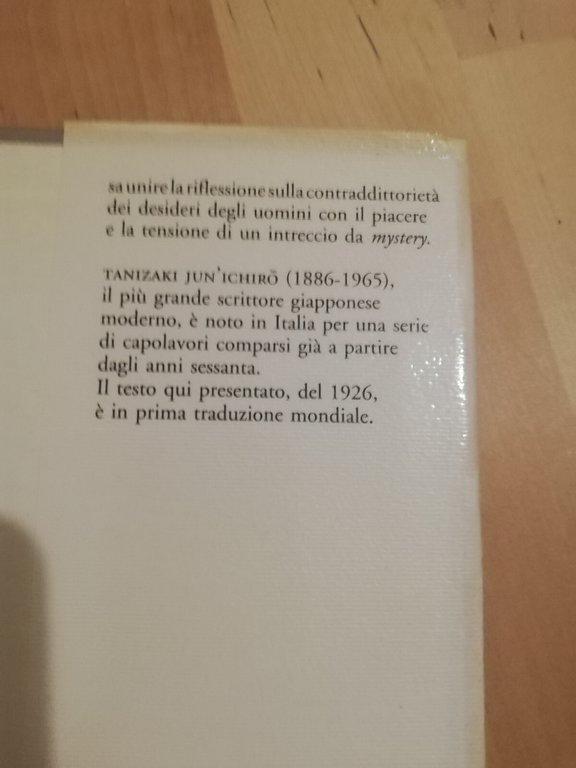 sa unire la riflessione sulla contraddittorietà
dei desideri degli uomini con il piacere
e la tensione di un intreccio da mystery.
TANIZAKI JUN'ICHIRŌ (1886-1965),
il più grande scrittore giapponese
moderno, è noto in Italia per una serie
di capolavori comparsi già a partire
dagli anni sessanta.
Il testo qui presentato, del 1926,
è in prima traduzione mondiale.